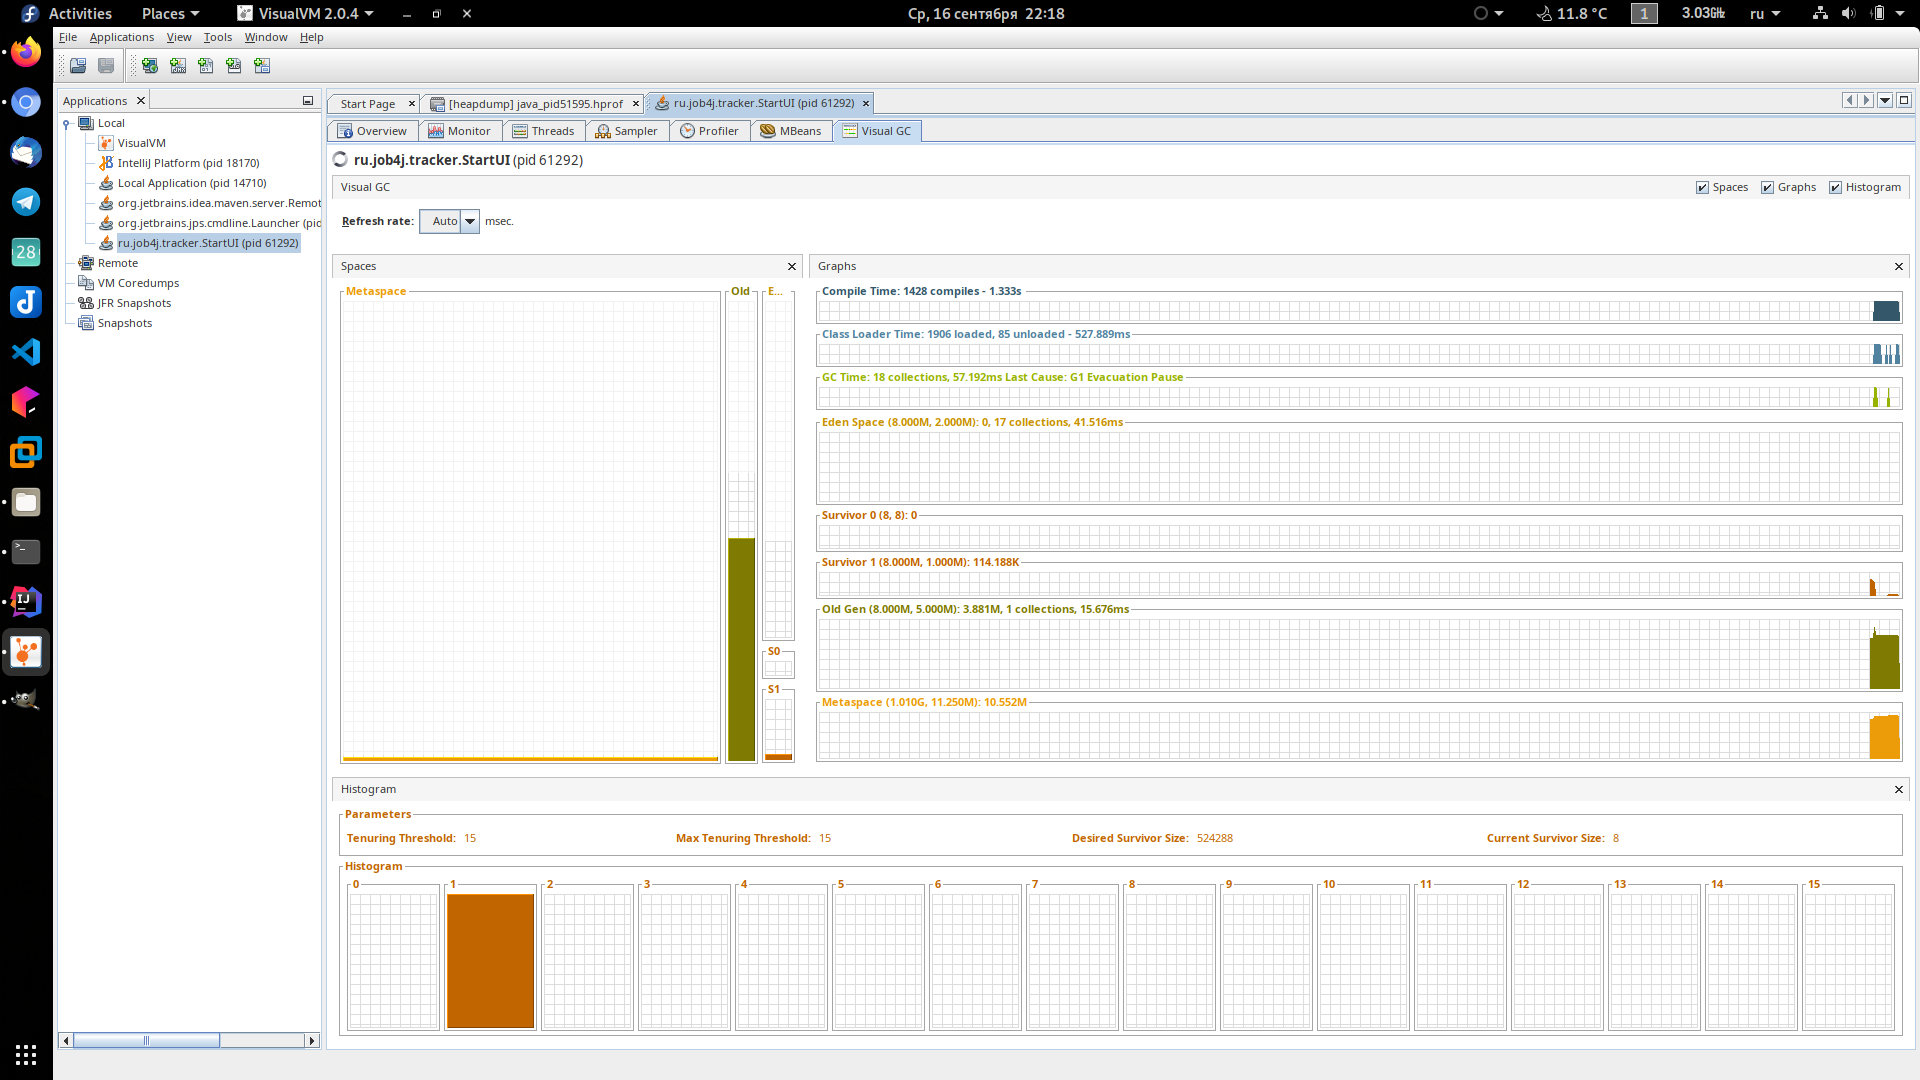 Activities Places VisualVM 2.0.4 Ср, 16 сентября 22:18 11.8 °C 1 3.03GHz ru
File Applications View Tools Window Help
Applications
Local
VisualVM
IntelliJ Platform (pid 18170)
Local Application (pid 14710)
org.jetbrains.idea.maven.server.Remot
org.jetbrains.jps.cmdline.Launcher (pid
ru.job4j.tracker.StartUI (pid 61292)
Remote
VM Coredumps
JFR Snapshots
Snapshots
28
Start Page [heapdump] java_pid51595.hprof ru.job4j.tracker.StartUI (pid 61292)
Overview Monitor Threads Sampler Profiler MBeans Visual GC
ru.job4j.tracker.StartUI (pid 61292)
Visual GC Spaces Graphs Histogram
Refresh rate: Auto msec.
Spaces
Metaspace Old E...
S0
S1
Graphs
Compile Time: 1428 compiles - 1.333s
Class Loader Time: 1906 loaded, 85 unloaded - 527.889ms
GC Time: 18 collections, 57.192ms Last Cause: G1 Evacuation Pause
Eden Space (8.000M, 2.000M): 0, 17 collections, 41.516ms
Survivor 0 (8, 8): 0
Survivor 1 (8.000M, 1.000M): 114.188K
Old Gen (8.000M, 5.000M): 3.881M, 1 collections, 15.676ms
Metaspace (1.010G, 11.250M): 10.552M
Histogram
Parameters
Tenuring Threshold: 15 Max Tenuring Threshold: 15 Desired Survivor Size: 524288 Current Survivor Size: 8
Histogram
0 1 2 3 4 5 6 7 8 9 10 11 12 13 14 15